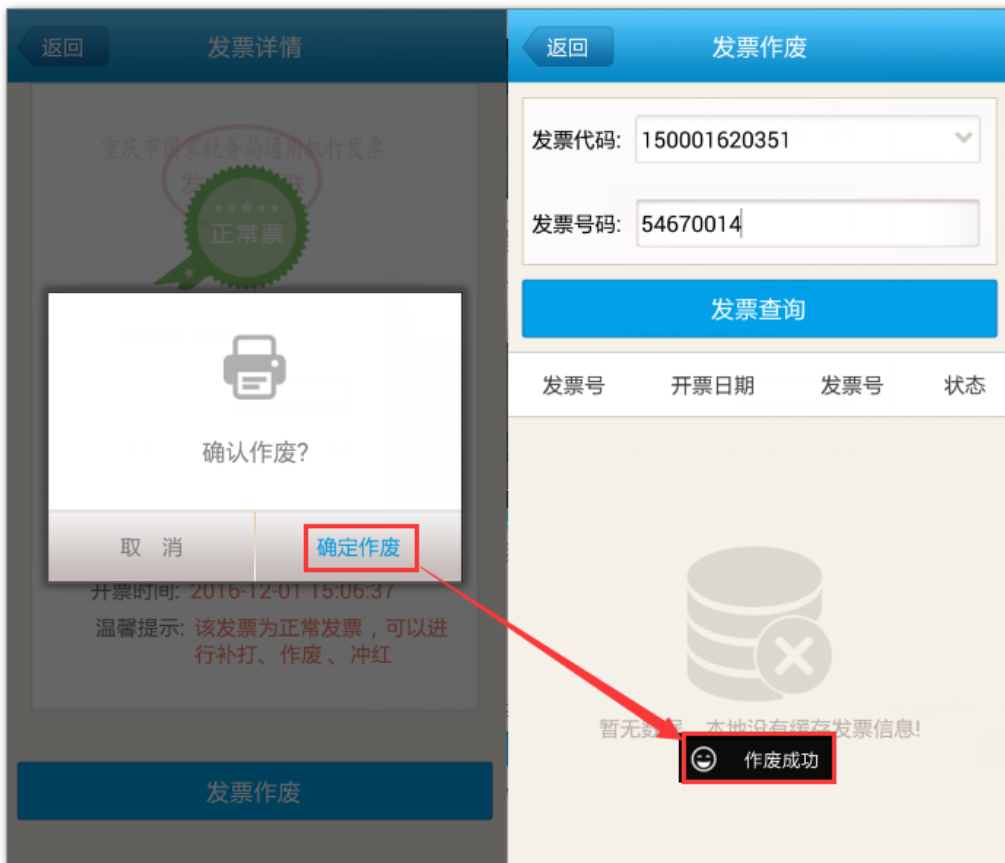 返回
发票详情
重庆市国家税务局通用机打发票
发
联
正常票
确认作废?
取 消
确定作废
开票时间: 2016-12-01 15:06:37
温馨提示: 该发票为正常发票，可以进
行补打、作废 、冲红
发票作废
返回
发票作废
发票代码: 150001620351
发票号码: 54670014
发票查询
发票号 开票日期 发票号 状态
暂无数据，本地没有缓存发票信息!
作废成功